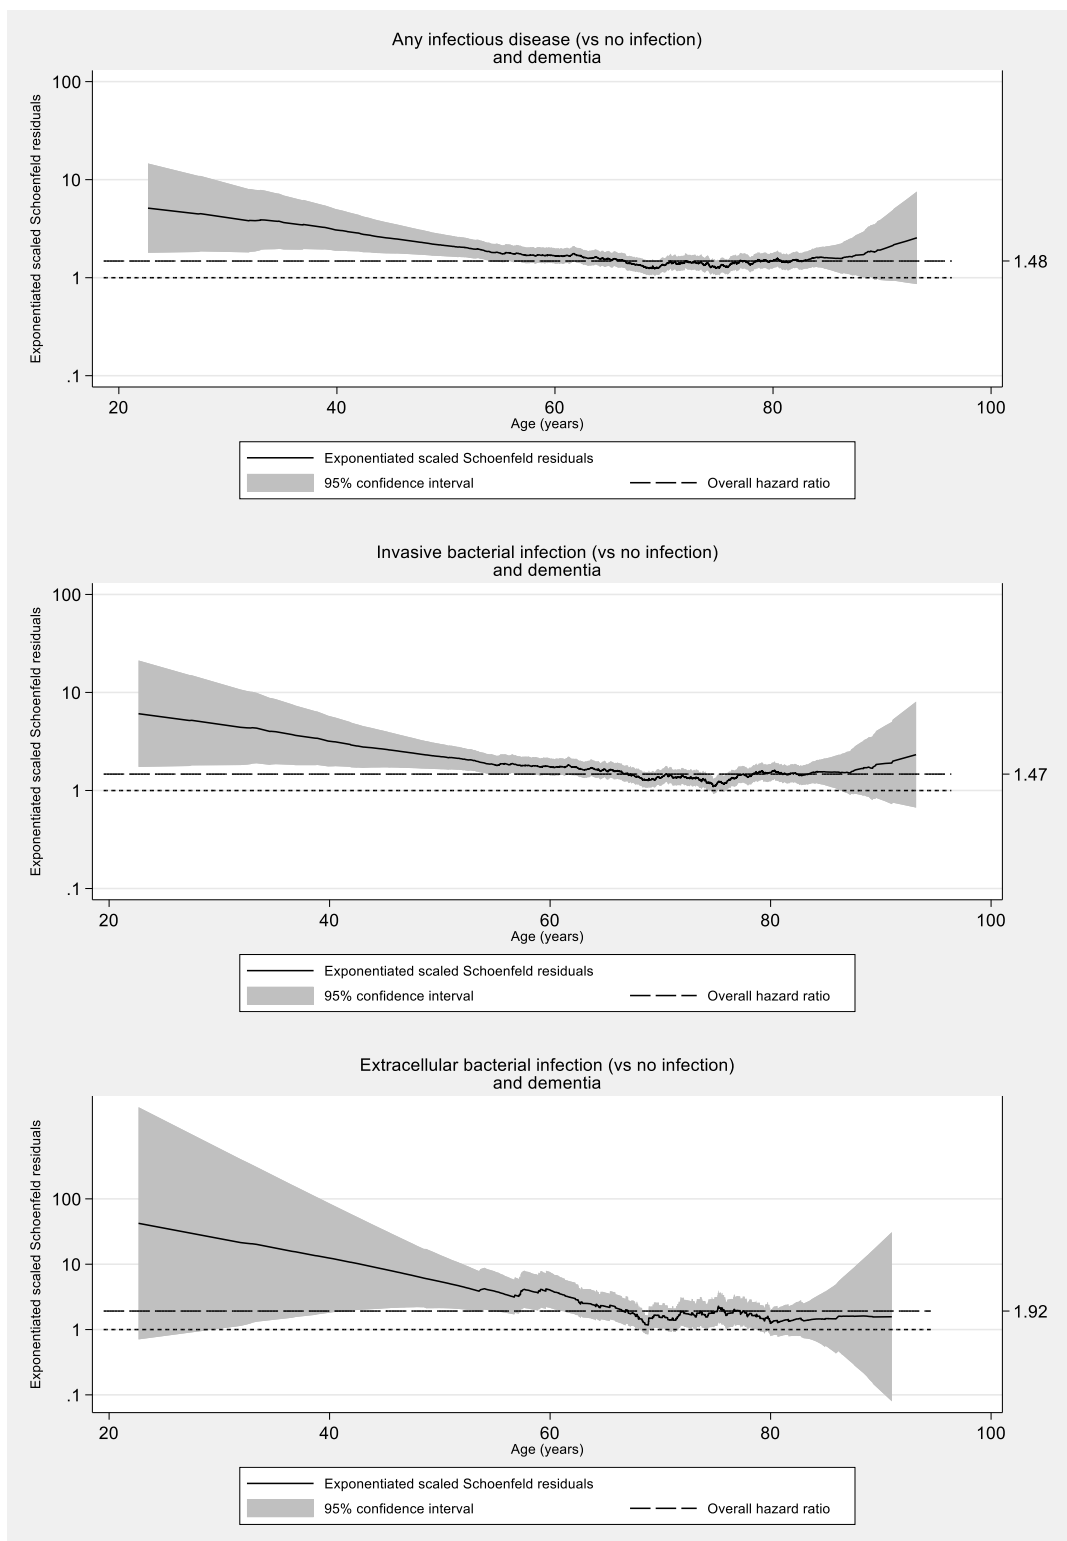 Any infectious disease (vs no infection)
and dementia
Exponentiated scaled Schoenfeld residuals
100
10
1
.1
1.48
20 40 60 80 100
Age (years)
Exponentiated scaled Schoenfeld residuals
95% confidence interval Overall hazard ratio
Invasive bacterial infection (vs no infection)
and dementia
Exponentiated scaled Schoenfeld residuals
100
10
1
.1
1.47
20 40 60 80 100
Age (years)
Exponentiated scaled Schoenfeld residuals
95% confidence interval Overall hazard ratio
Extracellular bacterial infection (vs no infection)
and dementia
Exponentiated scaled Schoenfeld residuals
100
10
1
.1
1.92
20 40 60 80 100
Age (years)
Exponentiated scaled Schoenfeld residuals
95% confidence interval Overall hazard ratio